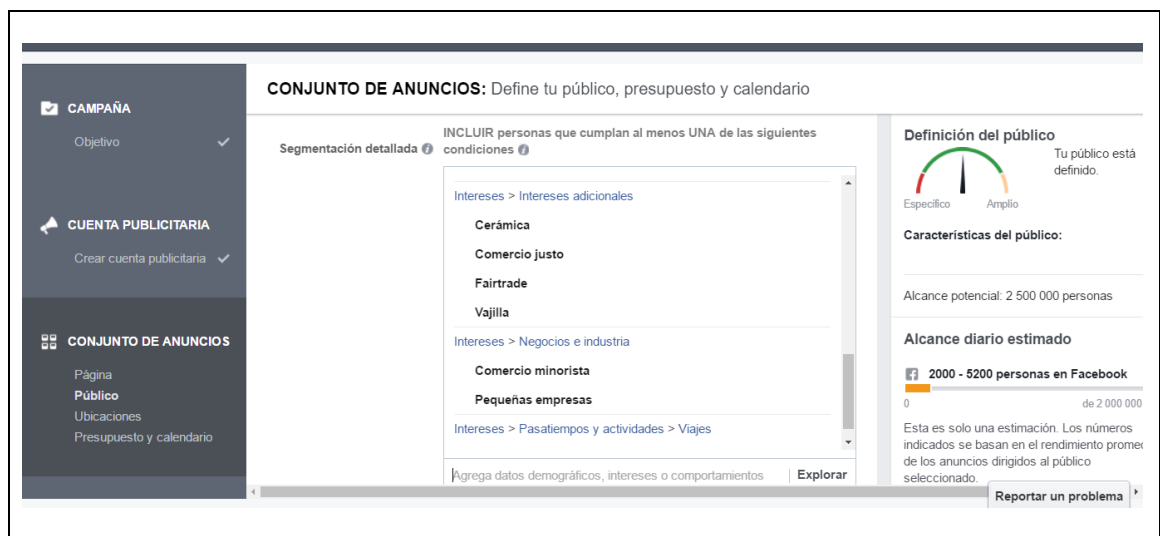 CONJUNTO DE ANUNCIOS: Define tu público, presupuesto y calendario
CAMPAÑA
Objetivo
CUENTA PUBLICITARIA
Crear cuenta publicitaria
CONJUNTO DE ANUNCIOS
Página
Público
Ubicaciones
Presupuesto y calendario
Segmentación detallada
INCLUIR personas que cumplan al menos UNA de las siguientes
condiciones
Intereses > Intereses adicionales
Cerámica
Comercio justo
Fairtrade
Vajilla
Intereses > Negocios e industria
Comercio minorista
Pequeñas empresas
Intereses > Pasatiempos y actividades > Viajes
Agrega datos demográficos, intereses o comportamientos
Explorar
Definición del público
Tu público está
definido.
Específico
Amplio
Características del público:
Alcance potencial: 2 500 000 personas
Alcance diario estimado
2000 - 5200 personas en Facebook
0
de 2 000 000
Esta es solo una estimación. Los números
indicados se basan en el rendimiento
de los anuncios dirigidos al público
seleccionado.
Reportar un problema